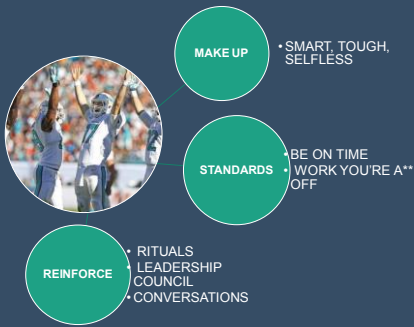 MAKE UP
• SMART, TOUGH,
SELFLESS
STANDARDS
• BE ON TIME
• WORK YOU'RE A**
OFF
REINFORCE
• RITUALS
• LEADERSHIP
COUNCIL
• CONVERSATIONS